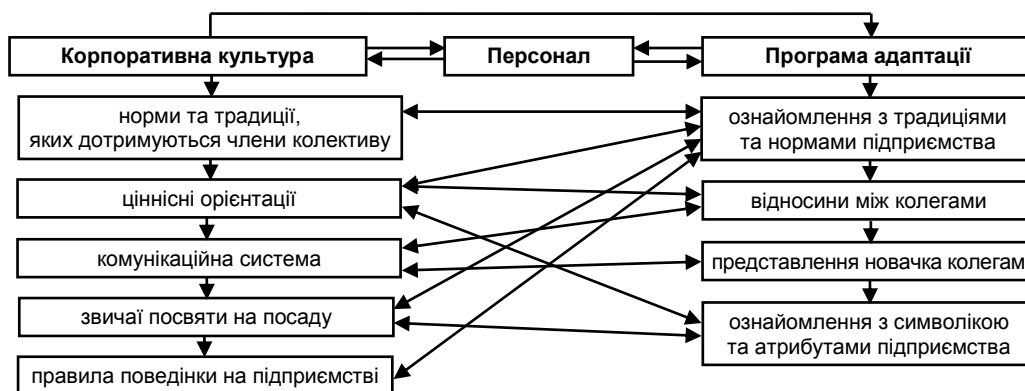 Корпоративна культура
Персонал
Програма адаптації
норми та традиції,
яких дотримуються члени колективу
ціннісні орієнтації
комунікаційна система
звичаї посвяти на посаду
правила поведінки на підприємстві
ознайомлення з традиціями
та нормами підприємства
відносини між колегами
представлення новачка колегам
ознайомлення з символікою
та атрибутами підприємства